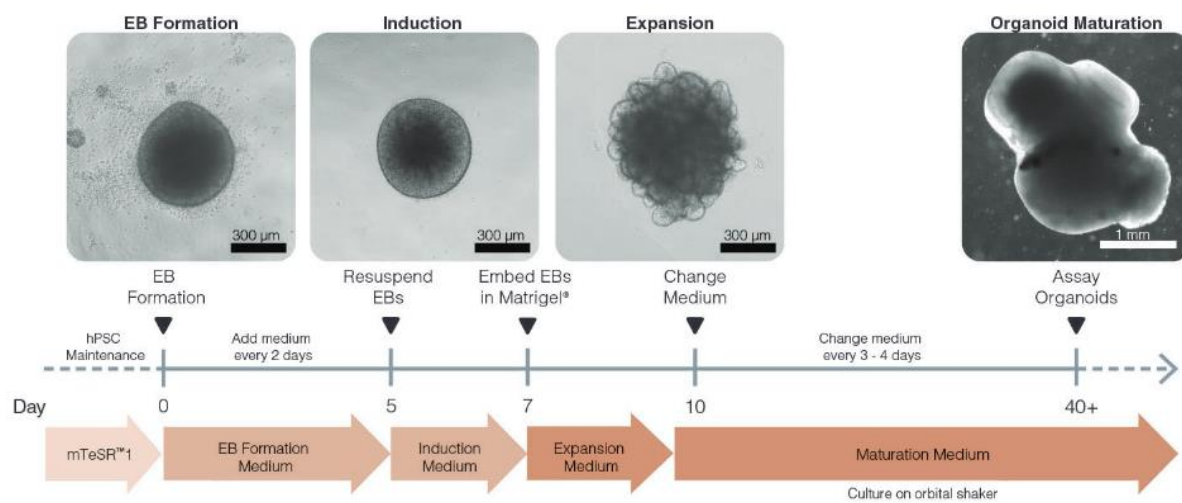 EB Formation
Induction
Expansion
Organoid Maturation
300 µm
300 µm
300 µm
1 mm
EB
Formation
Resuspend
EBs
Embed EBs
in Matrigel®
Change
Medium
Assay
Organoids
hPSC
Maintenance
Add medium
every 2 days
Change medium
every 3 - 4 days
Day
0
5
7
10
40+
mTeSR™1
EB Formation
Medium
Induction
Medium
Expansion
Medium
Maturation Medium
Culture on orbital shaker